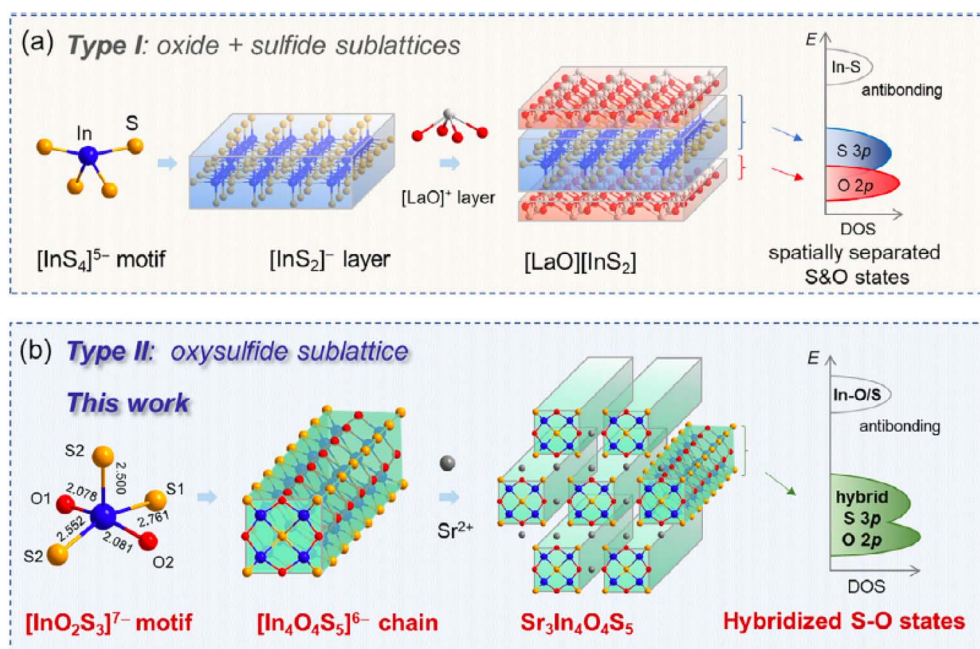 (a) Type I: oxide + sulfide sublattices
E
In-S
antibonding
In
S
S 3p
O 2p
[LaO]⁺ layer
DOS
[InS₄]⁵⁻ motif
[InS₂]⁻ layer
[LaO][InS₂]
spatially separated
S&O states
(b) Type II: oxysulfide sublattice
This work
E
In-O/S
antibonding
S2
2.500
O1
2.078
S1
2.761
2.552
2.081
S2
O2
Sr²⁺
hybrid
S 3p
O 2p
DOS
[InO₂S₃]⁷⁻ motif
[In₄O₄S₅]⁶⁻ chain
Sr₃In₄O₄S₅
Hybridized S-O states